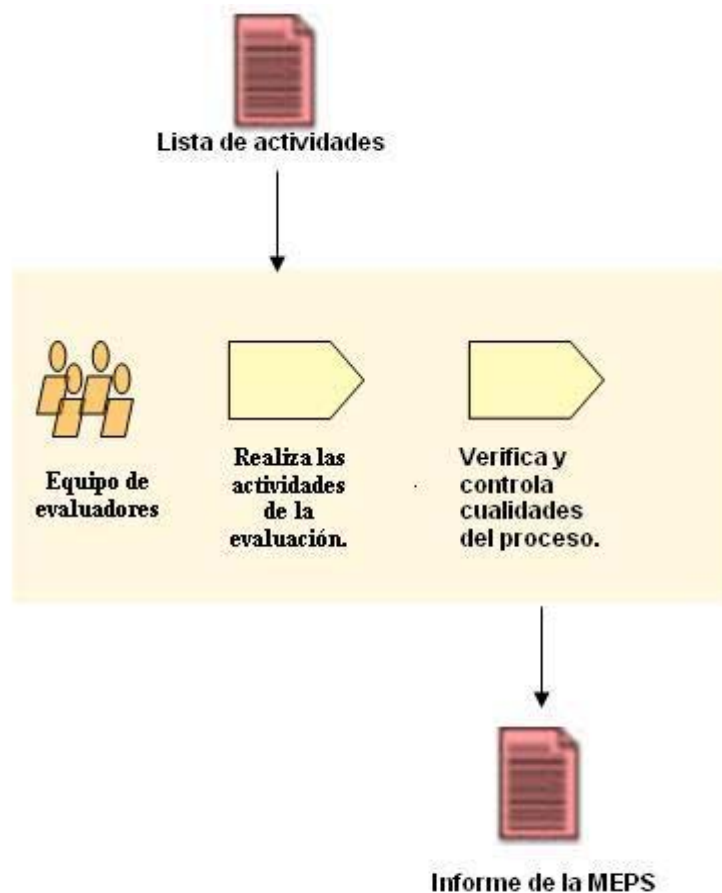 Lista de actividades
Equipo de
evaluadores
Realiza las
actividades
de la
evaluación.
Verifica y
controla
cualidades
del proceso.
Informe de la MEPS